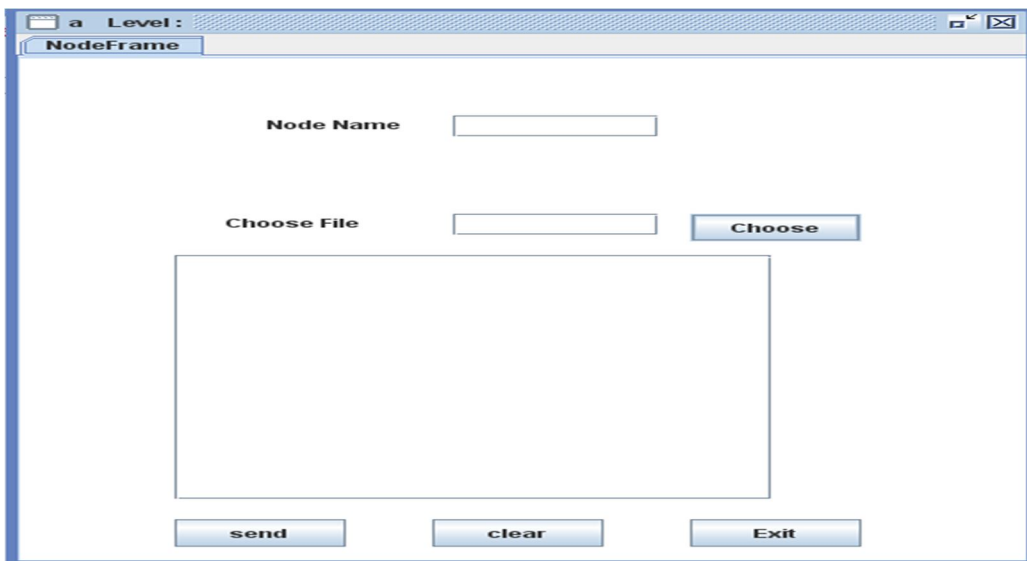 a Level :
NodeFrame
Node Name
Choose File
Choose
send clear Exit